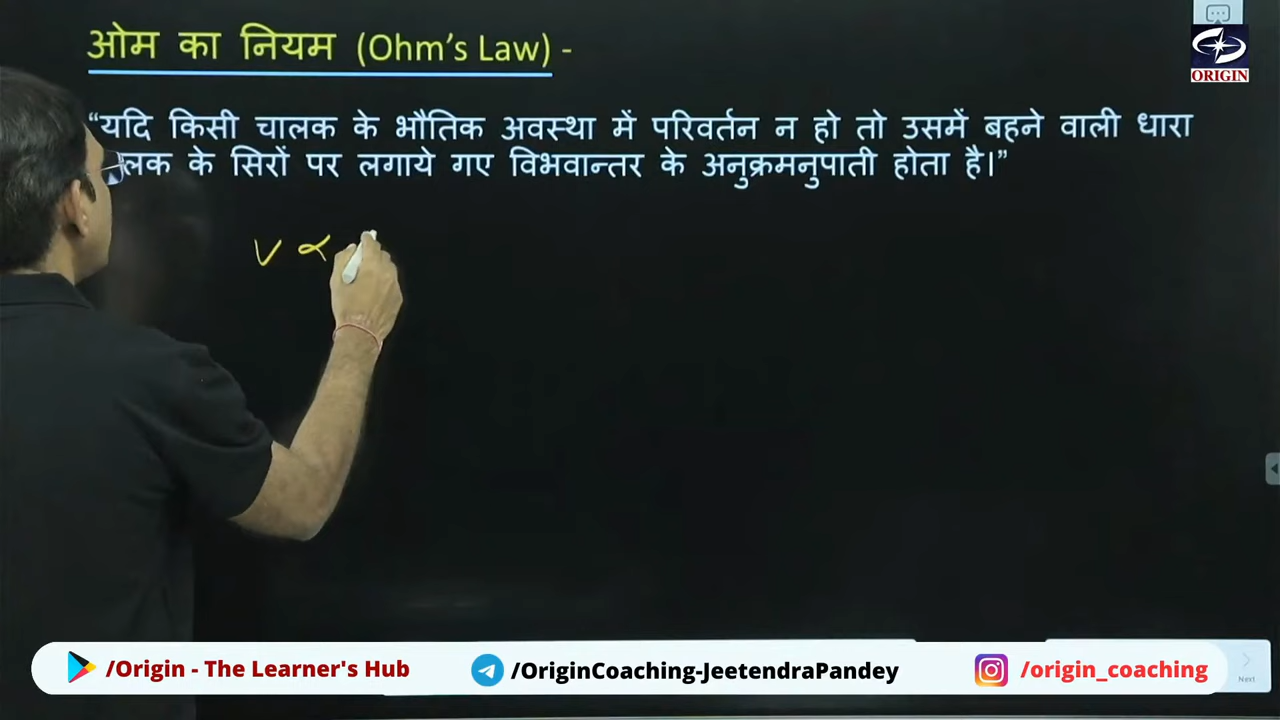 ओम का नियम (Ohm's Law) -
ORIGIN
“यदि किसी चालक के भौतिक अवस्था में परिवर्तन न हो तो उसमें बहने वाली धारा
लक के सिरों पर लगाये गए विभवान्तर के अनुक्रमनुपाती होता है।”
V ∝
/Origin - The Learner's Hub
/OriginCoaching-JeetendraPandey
/origin_coaching
Next